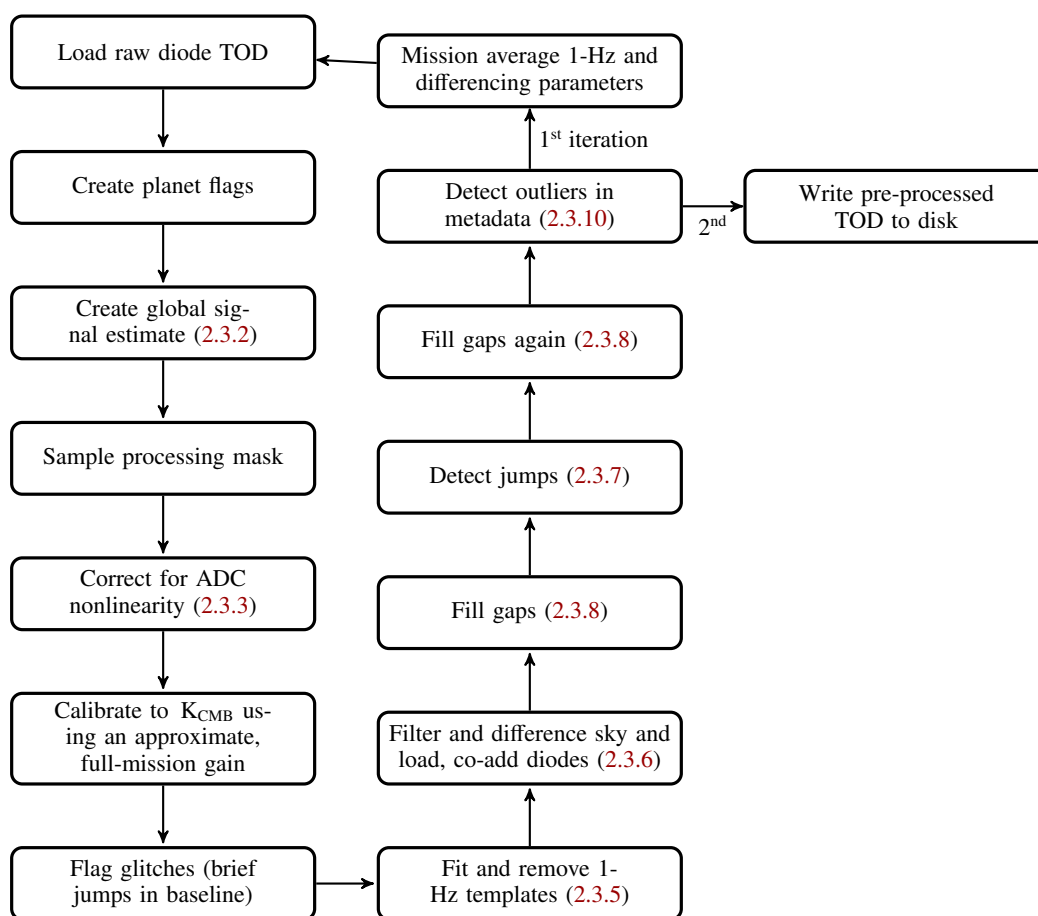 Load raw diode TOD
Create planet flags
Create global sig-
nal estimate (2.3.2)
Sample processing mask
Correct for ADC
nonlinearity (2.3.3)
Calibrate to K_CMB us-
ing an approximate,
full-mission gain
Flag glitches (brief
jumps in baseline)
Fit and remove 1-
Hz templates (2.3.5)
Filter and difference sky and
load, co-add diodes (2.3.6)
Fill gaps (2.3.8)
Detect jumps (2.3.7)
Fill gaps again (2.3.8)
Detect outliers in
metadata (2.3.10)
1st iteration
Mission average 1-Hz and
differencing parameters
2nd
Write pre-processed
TOD to disk